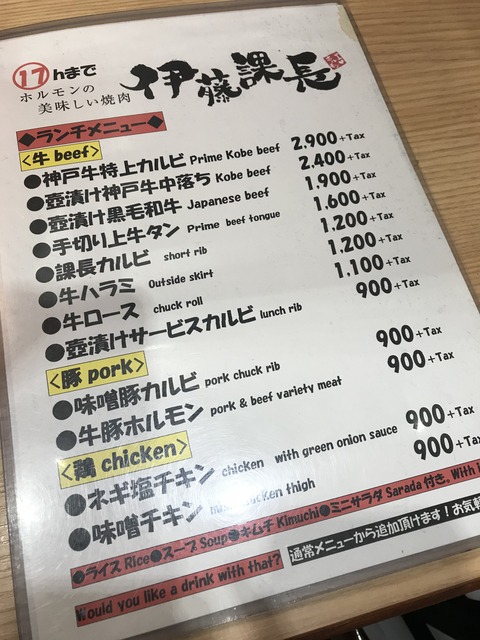 17hまで
ホルモンの
美味しい焼肉
伊藤課長
◆ランチメニュー◆
<牛 beef>
●神戸牛特上カルビ Prime Kobe beef 2,900+Tax
●壺漬け神戸牛中落ち Kobe beef 2,400+Tax
●壺漬け黒毛和牛 Japanese beef 1,900+Tax
●手切り上牛タン Prime beef tongue 1,600+Tax
●課長カルビ short rib 1,200+Tax
●牛ハラミ Outside skirt 1,200+Tax
●牛ロース chuck roll 1,100+Tax
●壺漬けサービスカルビ lunch rib 900+Tax
<豚 pork>
●味噌豚カルビ pork chuck rib 900+Tax
●牛豚ホルモン pork & beef variety meat 900+Tax
<鶏 chicken>
●ネギ塩チキン chicken with green onion sauce 900+Tax
●味噌チキン chicken thigh 900+Tax
●ライス Rice●スープ Soup●キムチ Kimuchi●ミニサラダ Sarada 付き。With
Would you like a drink with that?
通常メニューから追加頂けます！お気軽